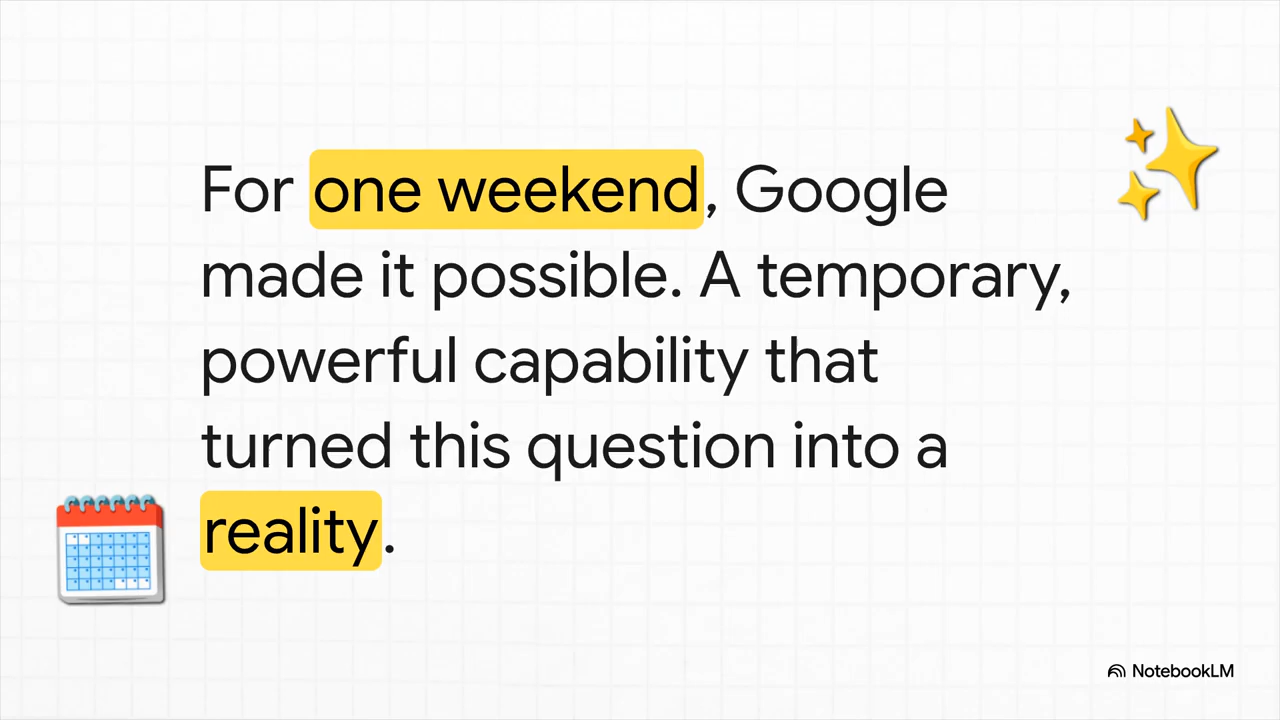 For one weekend, Google
made it possible. A temporary,
powerful capability that
turned this question into a
reality.
NotebookLM